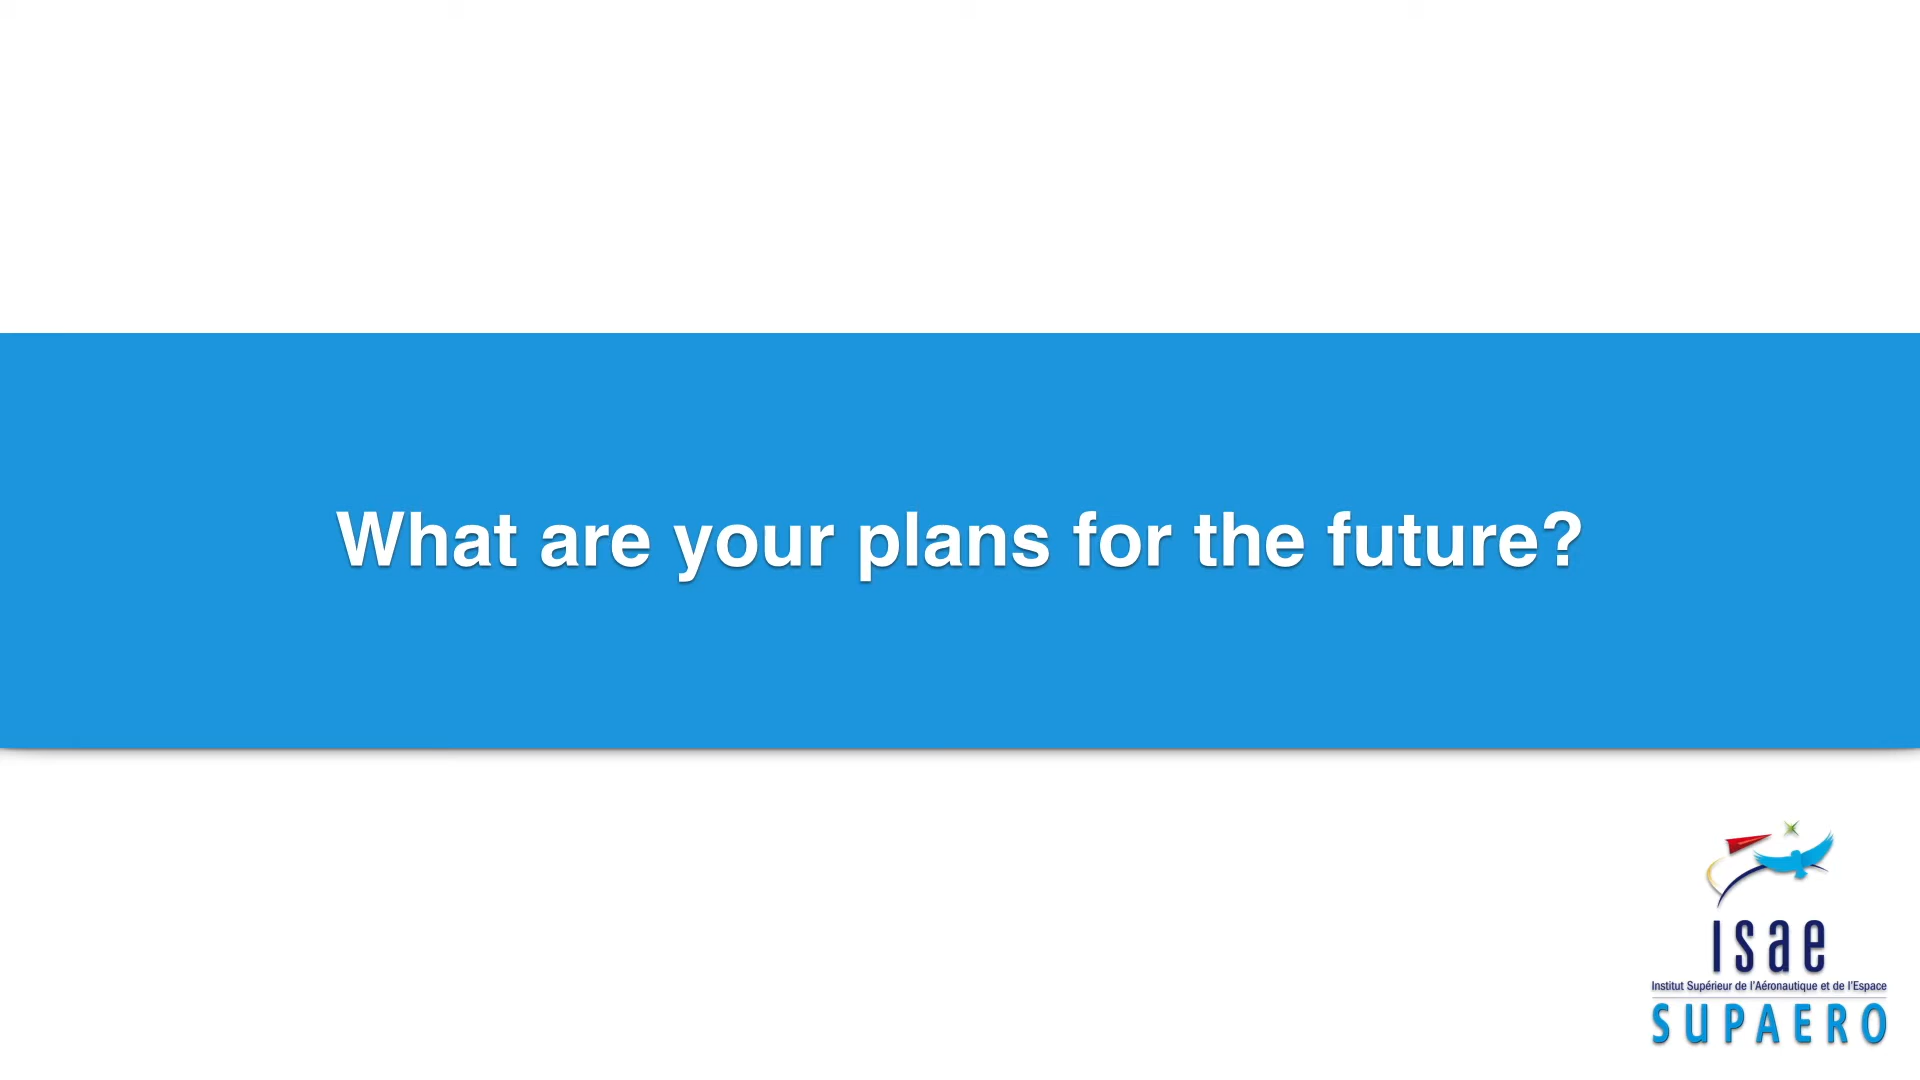 What are your plans for the future?
isae
Institut Supérieur de l'Aéronautique et de l'Espace
SUPAERO